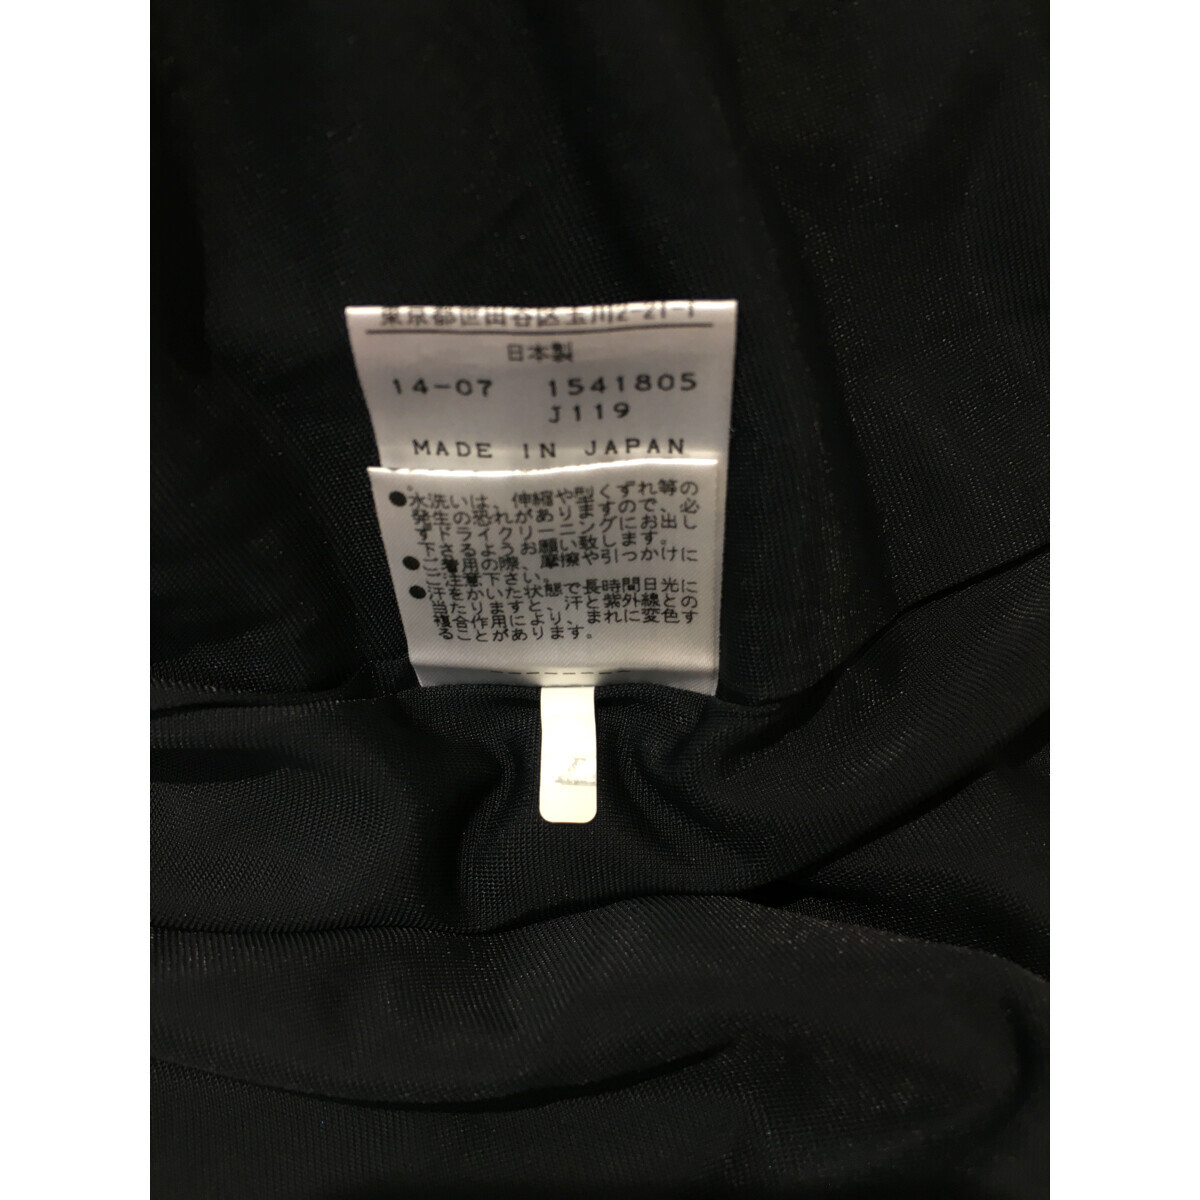 東京都世田谷区玉川2-21-1
日本製
14-07 1541805
J119
MADE IN JAPAN
●水洗いは、伸縮や型くずれ等の
発生の恐れがありますので、必
ずドライクリーニングにお出し
下さるようお願い致します。
●ご着用の際、摩擦や引っかけに
ご注意下さい。
●汗をかいた状態で長時間日光に
当たりますと、汗と紫外線との
複合作用により、まれに変色す
ることがあります。